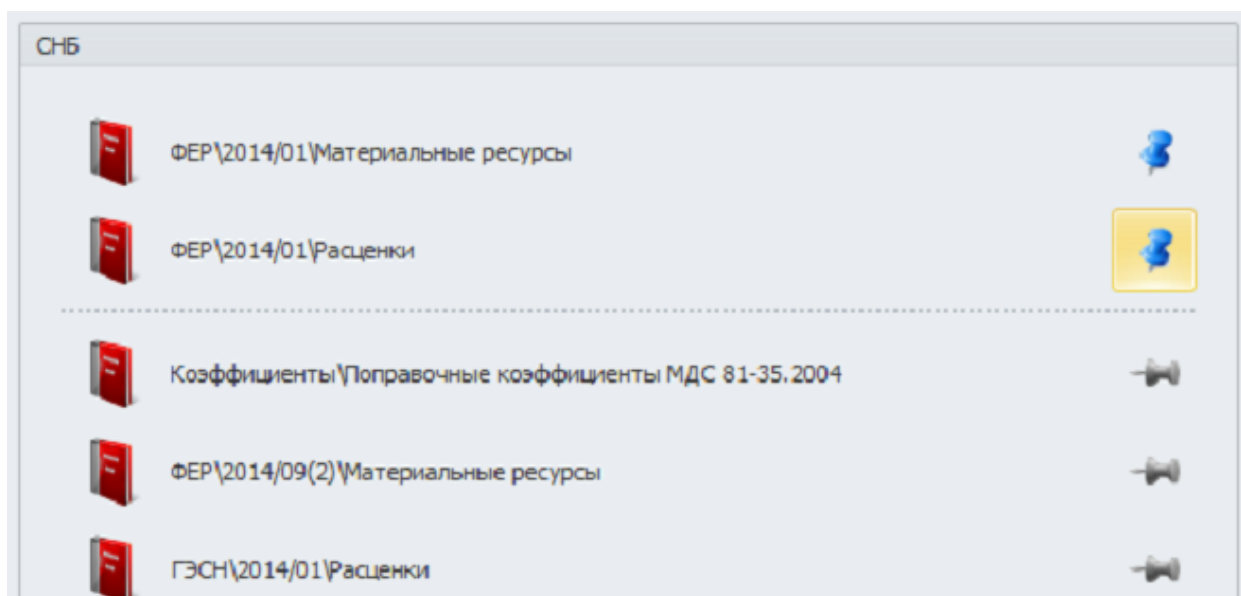 СНБ
ФЕР\2014/01\Материальные ресурсы
ФЕР\2014/01\Расценки
Коэффициенты\Поправочные коэффициенты МДС 81-35.2004
ФЕР\2014/09(2)\Материальные ресурсы
ГЭСН\2014/01\Расценки